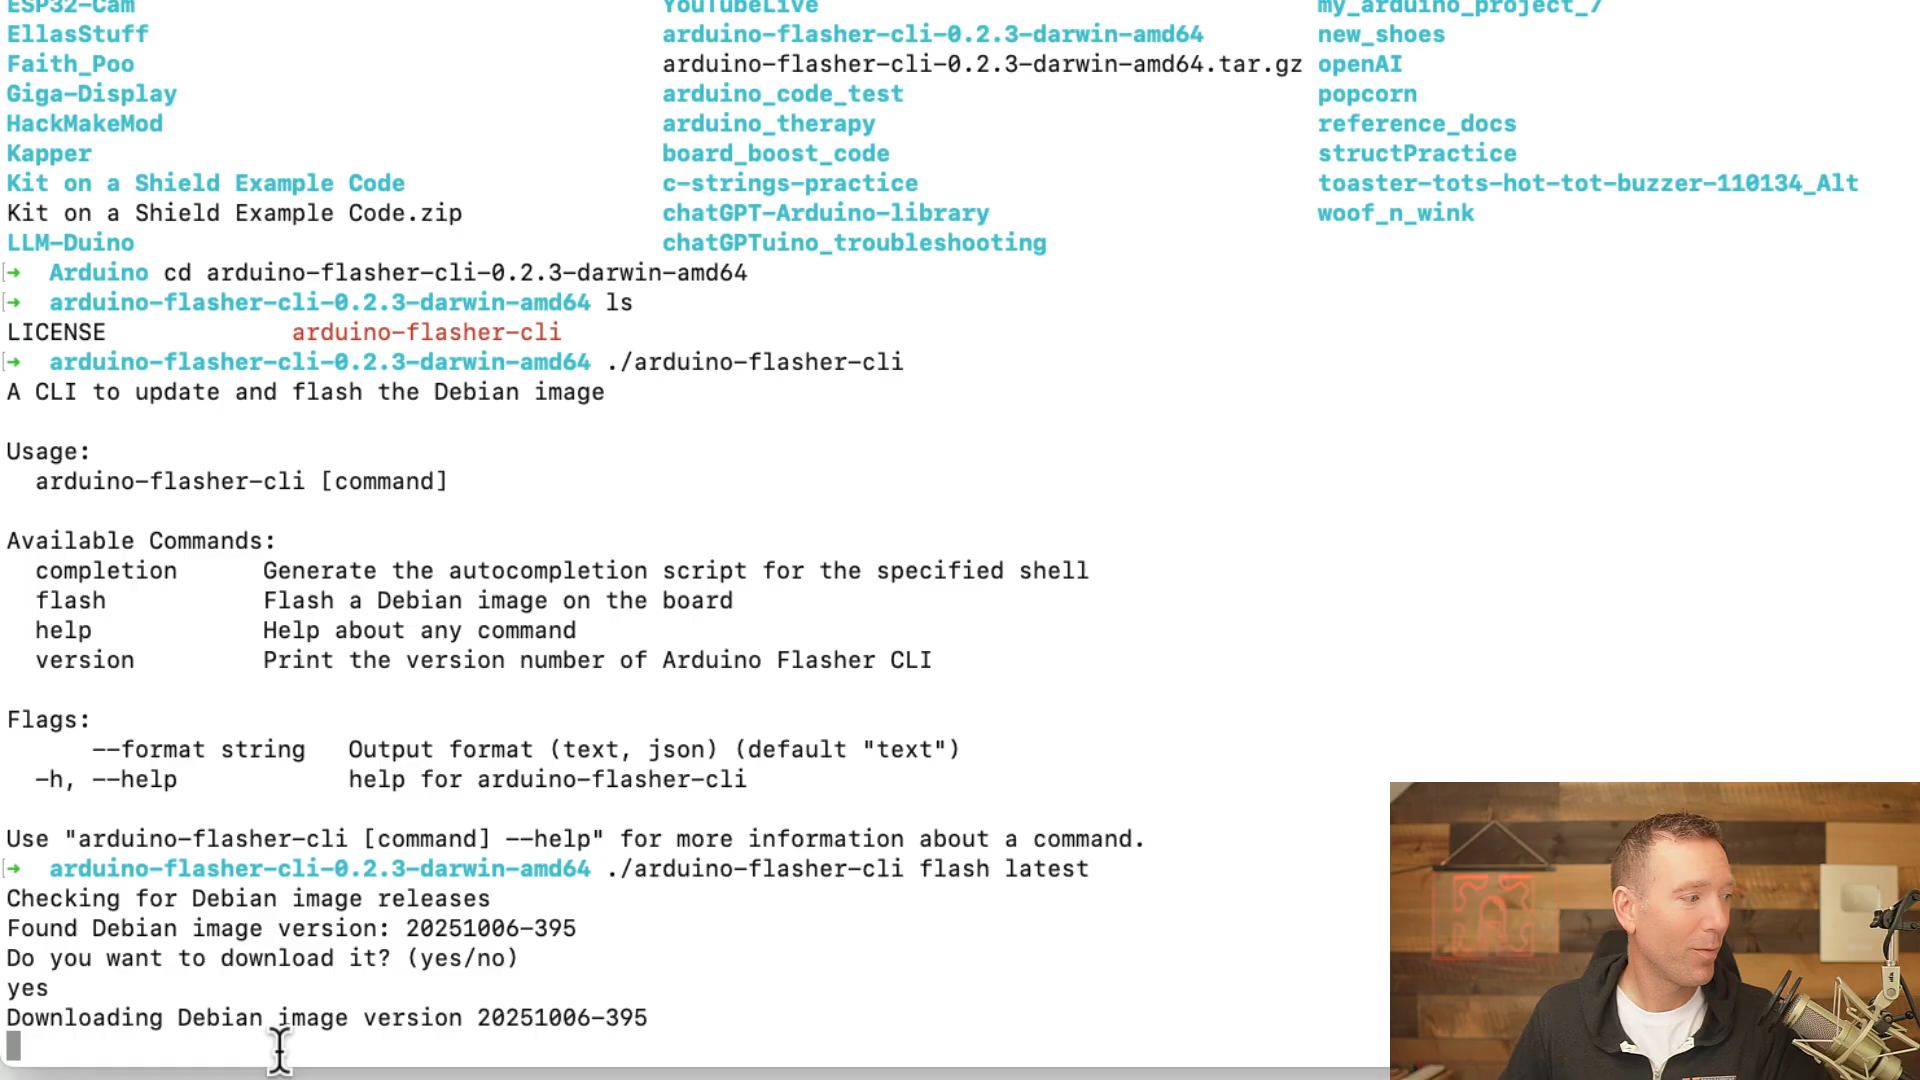 ESP32-Cam YouTubeLive my_arduino_project_7
EllasStuff arduino-flasher-cli-0.2.3-darwin-amd64 new_shoes
Faith_Poo arduino-flasher-cli-0.2.3-darwin-amd64.tar.gz openAI
Giga-Display arduino_code_test popcorn
HackMakeMod arduino_therapy reference_docs
Kapper board_boost_code structPractice
Kit on a Shield Example Code c-strings-practice toaster-tots-hot-tot-buzzer-110134_Alt
Kit on a Shield Example Code.zip chatGPT-Arduino-library woof_n_wink
LLM-Duino chatGPTuino_troubleshooting
[→ Arduino cd arduino-flasher-cli-0.2.3-darwin-amd64
[→ arduino-flasher-cli-0.2.3-darwin-amd64 ls
LICENSE arduino-flasher-cli
[→ arduino-flasher-cli-0.2.3-darwin-amd64 ./arduino-flasher-cli
A CLI to update and flash the Debian image
Usage:
arduino-flasher-cli [command]
Available Commands:
completion Generate the autocompletion script for the specified shell
flash Flash a Debian image on the board
help Help about any command
version Print the version number of Arduino Flasher CLI
Flags:
--format string Output format (text, json) (default "text")
-h, --help help for arduino-flasher-cli
Use "arduino-flasher-cli [command] --help" for more information about a command.
[→ arduino-flasher-cli-0.2.3-darwin-amd64 ./arduino-flasher-cli flash latest
Checking for Debian image releases
Found Debian image version: 20251006-395
Do you want to download it? (yes/no)
yes
Downloading Debian image version 20251006-395